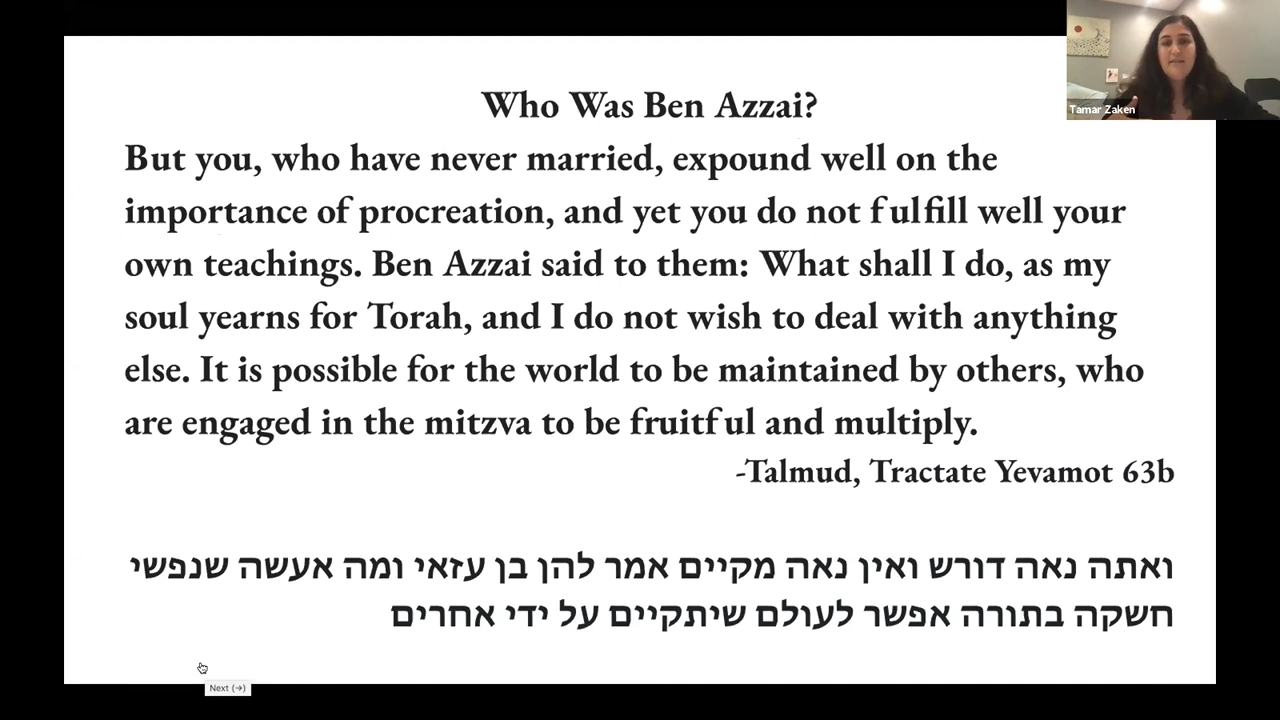 Who Was Ben Azzai?
But you, who have never married, expound well on the
importance of procreation, and yet you do not fulfill well your
own teachings. Ben Azzai said to them: What shall I do, as my
soul yearns for Torah, and I do not wish to deal with anything
else. It is possible for the world to be maintained by others, who
are engaged in the mitzva to be fruitful and multiply.
-Talmud, Tractate Yevamot 63b
ואתה נאה דורש ואין נאה מקיים אמר להן בן עזאי ומה אעשה שנפשי
חשקה בתורה אפשר לעולם שיתקיים על ידי אחרים
Tamar Zaken
Next (→)